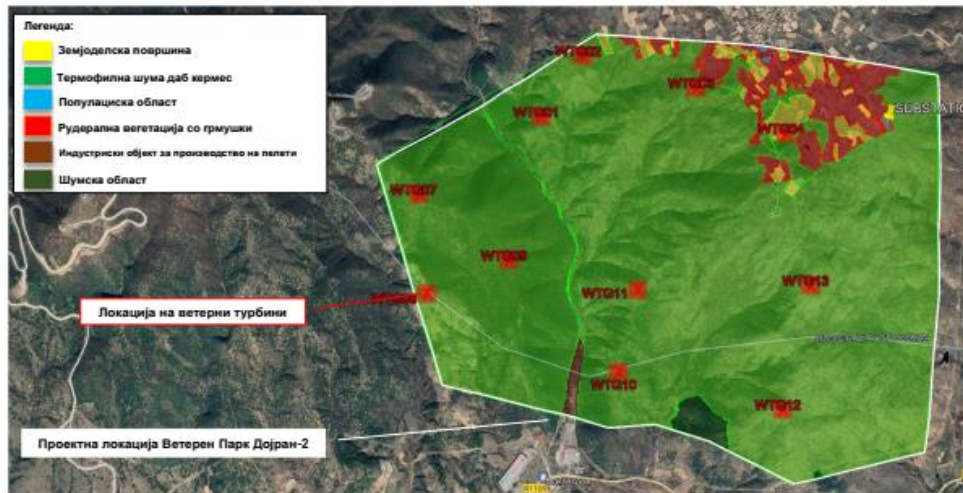 Легенда:
Земјоделска површина
Термофилна шума даб кермес
Популациска област
Рудерална вегетација со грмушки
Индустриски објект за производство на пелети
Шумска област
WTG02
WTG03
SUBSTATIO
WTG01
WTG04
WTG07
WTG11
WTG13
Локација на ветерни турбини
WTG10
WTG12
Проектна локација Ветерен Парк Дојран-2